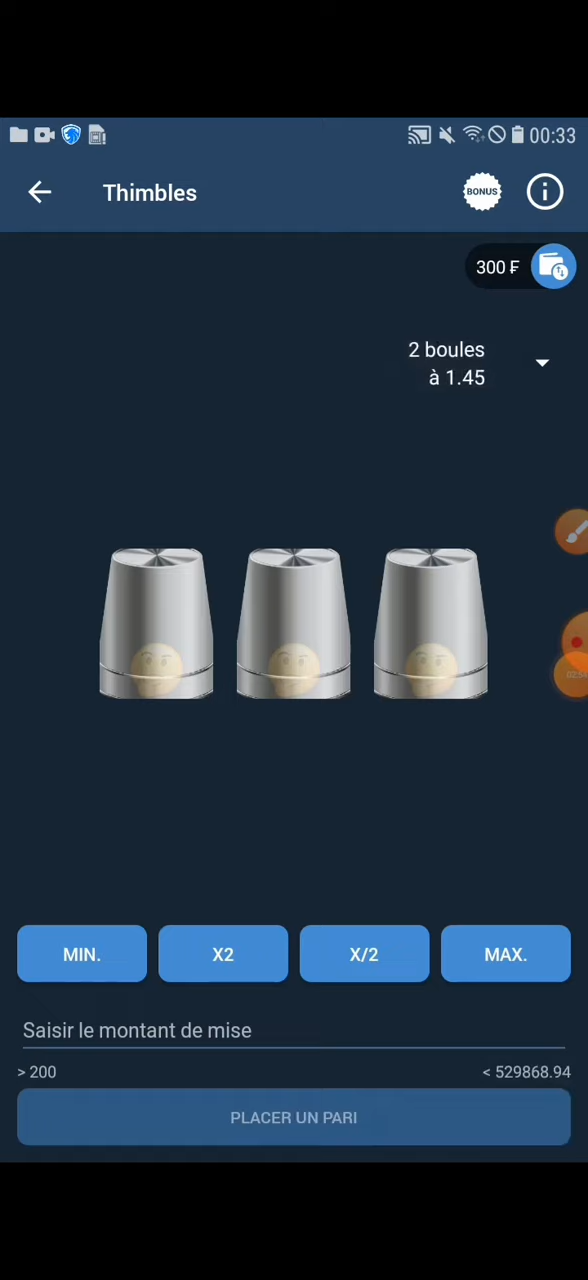 00:33
Thimbles
BONUS
300 ₣
2 boules
à 1.45
MIN.
X2
X/2
MAX.
Saisir le montant de mise
> 200
< 529868.94
PLACER UN PARI